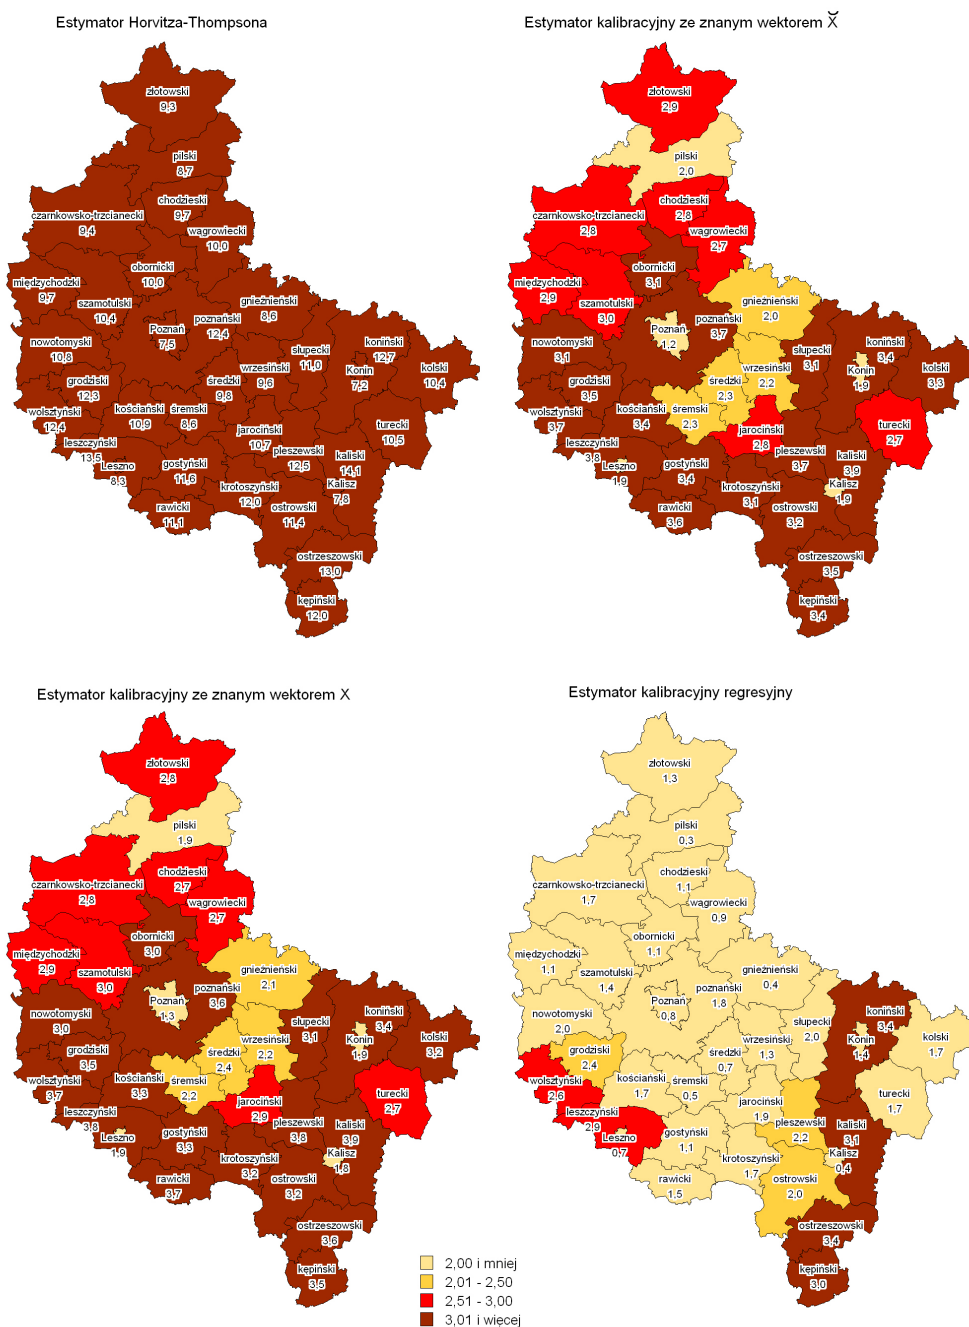 Estymator Horvitza-Thompsona
złotowski
9,3
pilski
8,7
chodzieski
9,7
czarnkowsko-trzcianecki
9,4
wągrowiecki
10,0
obornicki
10,0
międzychodzki
9,7
szamotulski
10,4
gnieźnieński
8,6
poznański
12,4
Poznań
7,5
nowotomyski
10,8
słupecki
11,0
koniński
12,7
Konin
7,2
kolski
10,4
wrzesiński
9,6
średzki
9,8
grodziski
12,3
wolsztyński
12,4
kościański
10,9
śremski
8,6
jarociński
10,7
turecki
10,5
leszczyński
13,5
Leszno
8,3
gostyński
11,6
pleszewski
12,5
kaliski
14,1
Kalisz
7,8
krotoszyński
12,0
rawicki
11,1
ostrowski
11,4
ostrzeszowski
13,0
kępiński
12,0
Estymator kalibracyjny ze znanym wektorem X̆
złotowski
2,9
pilski
2,0
chodzieski
2,8
czarnkowsko-trzcianecki
2,8
wągrowiecki
2,7
obornicki
3,1
międzychodzki
2,9
szamotulski
3,0
gnieźnieński
2,0
poznański
3,7
Poznań
1,2
nowotomyski
3,1
słupecki
3,1
koniński
3,4
Konin
1,9
kolski
3,3
wrzesiński
2,2
średzki
2,3
grodziski
3,5
wolsztyński
3,7
kościański
3,4
śremski
2,3
jarociński
2,8
turecki
2,7
leszczyński
3,8
Leszno
1,9
gostyński
3,4
pleszewski
3,7
kaliski
3,9
Kalisz
1,9
krotoszyński
3,1
rawicki
3,6
ostrowski
3,2
ostrzeszowski
3,5
kępiński
3,4
Estymator kalibracyjny ze znanym wektorem X
złotowski
2,8
pilski
1,9
chodzieski
2,7
czarnkowsko-trzcianecki
2,8
wągrowiecki
2,7
obornicki
3,0
międzychodzki
2,9
szamotulski
3,0
gnieźnieński
2,1
poznański
3,6
Poznań
1,3
nowotomyski
3,0
słupecki
3,1
koniński
3,4
Konin
1,9
kolski
3,2
wrzesiński
2,2
średzki
2,4
grodziski
3,5
wolsztyński
3,7
kościański
3,3
śremski
2,2
jarociński
2,9
turecki
2,7
leszczyński
3,8
Leszno
1,9
gostyński
3,3
pleszewski
3,8
kaliski
3,9
Kalisz
1,8
krotoszyński
3,2
rawicki
3,7
ostrowski
3,2
ostrzeszowski
3,6
kępiński
3,5
Estymator kalibracyjny regresyjny
złotowski
1,3
pilski
0,3
chodzieski
1,1
czarnkowsko-trzcianecki
1,7
wągrowiecki
0,9
obornicki
1,1
międzychodzki
1,1
szamotulski
1,4
gnieźnieński
0,4
poznański
1,8
Poznań
0,8
nowotomyski
2,0
słupecki
2,0
koniński
3,4
Konin
1,4
kolski
1,7
wrzesiński
1,3
średzki
0,7
grodziski
2,4
wolsztyński
2,6
kościański
1,7
śremski
0,5
jarociński
1,9
turecki
1,7
leszczyński
2,9
Leszno
0,7
gostyński
1,1
pleszewski
2,2
kaliski
3,1
Kalisz
0,4
krotoszyński
1,7
rawicki
1,5
ostrowski
2,0
ostrzeszowski
3,4
kępiński
3,0
2,00 i mniej
2,01 - 2,50
2,51 - 3,00
3,01 i więcej